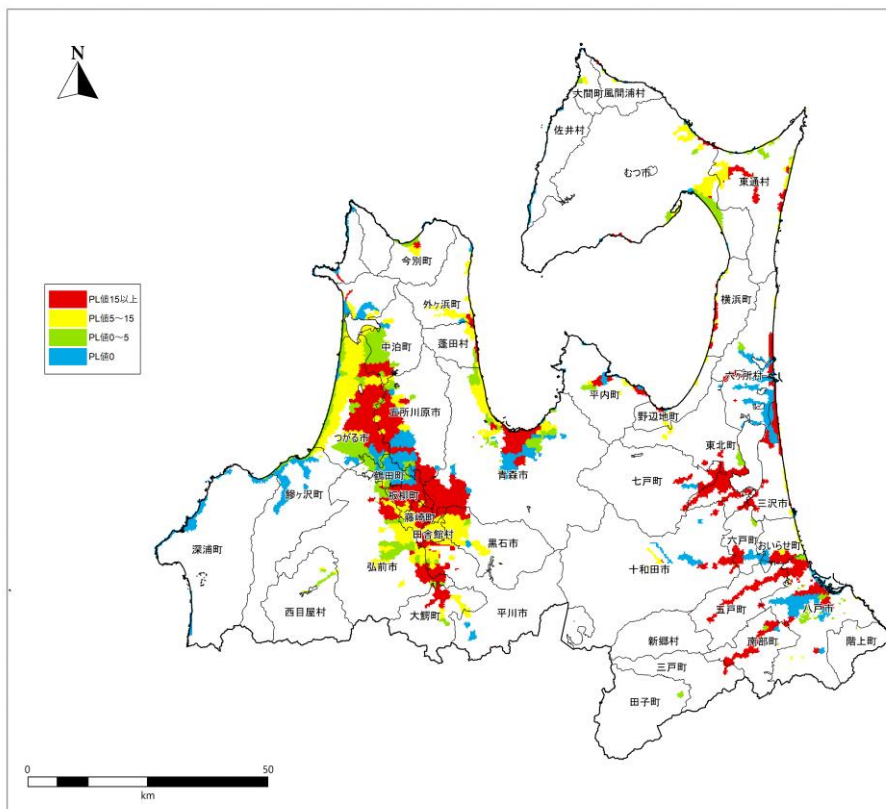 N
大間町
風間浦村
佐井村
むつ市
東通村
今別町
外ヶ浜町
横浜町
PL値15以上
PL値5～15
PL値0～5
PL値0
中泊町
蓬田村
六ヶ所村
平内町
野辺地町
五所川原市
つがる市
東北町
青森市
鶴田町
七戸町
鰺ヶ沢町
板柳町
三沢市
藤崎町
田舎館村
六戸町
おいらせ町
深浦町
黒石市
弘前市
十和田市
西目屋村
大鰐町
平川市
五戸町
八戸市
新郷村
南部町
階上町
三戸町
田子町
0
50
km